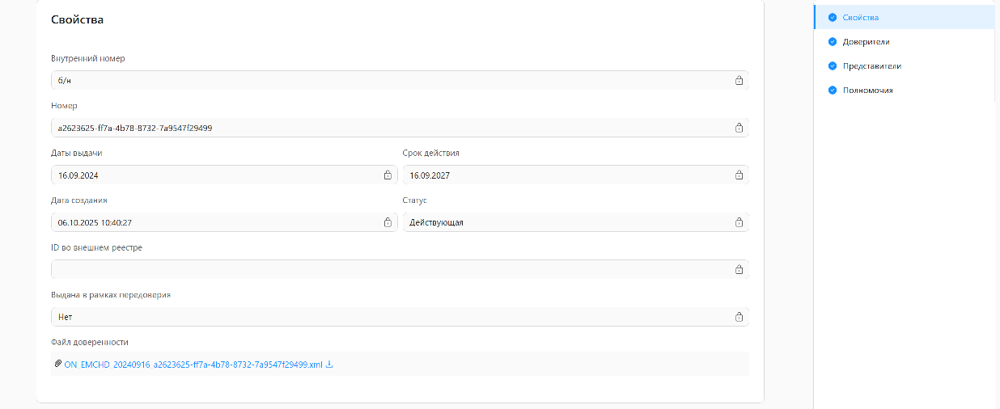 Свойства
Внутренний номер
б/н
Номер
a2623625-ff7a-4b78-8732-7a9547f29499
Даты выдачи
Срок действия
16.09.2024
16.09.2027
Дата создания
Статус
06.10.2025 10:40:27
Действующая
ID во внешнем реестре
Выдана в рамках передоверия
Нет
Файл доверенности
ON_EMCHD_20240916_a2623625-ff7a-4b78-8732-7a9547f29499.xml
Свойства
Доверители
Представители
Полномочия